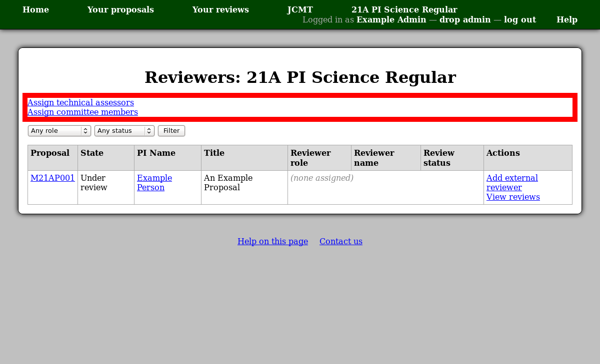 Home Your proposals Your reviews JCMT 21A PI Science Regular
Logged in as Example Admin — drop admin — log out Help
Reviewers: 21A PI Science Regular
Assign technical assessors
Assign committee members
Any role Any status Filter
Proposal State PI Name Title Reviewer role Reviewer name Review status Actions
M21AP001 Under review Example Person An Example Proposal (none assigned) Add external reviewer
View reviews
Help on this page Contact us